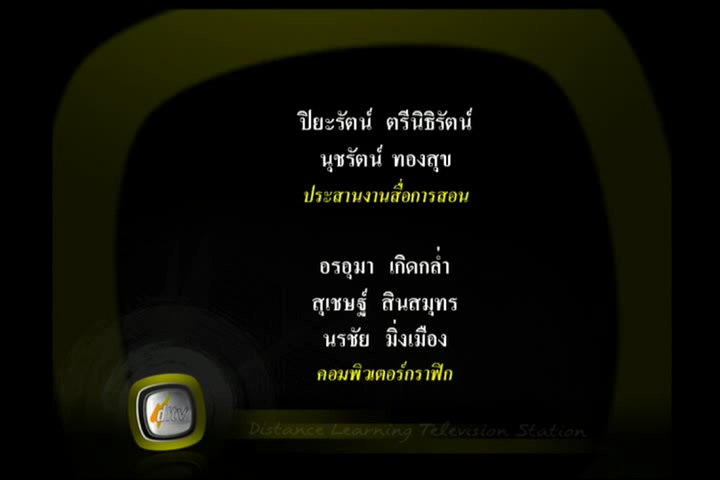 ปิยะรัตน์ ตรีนิธิรัตน์
นุชรัตน์ ทองสุข
ประสานงานสื่อการสอน
อรอุมา เกิดกล่ำ
สุเชษฐ์ สินสมุทร
นรชัย มิ่งเมือง
คอมพิวเตอร์กราฟิก
dltv
Distance Learning Television Station